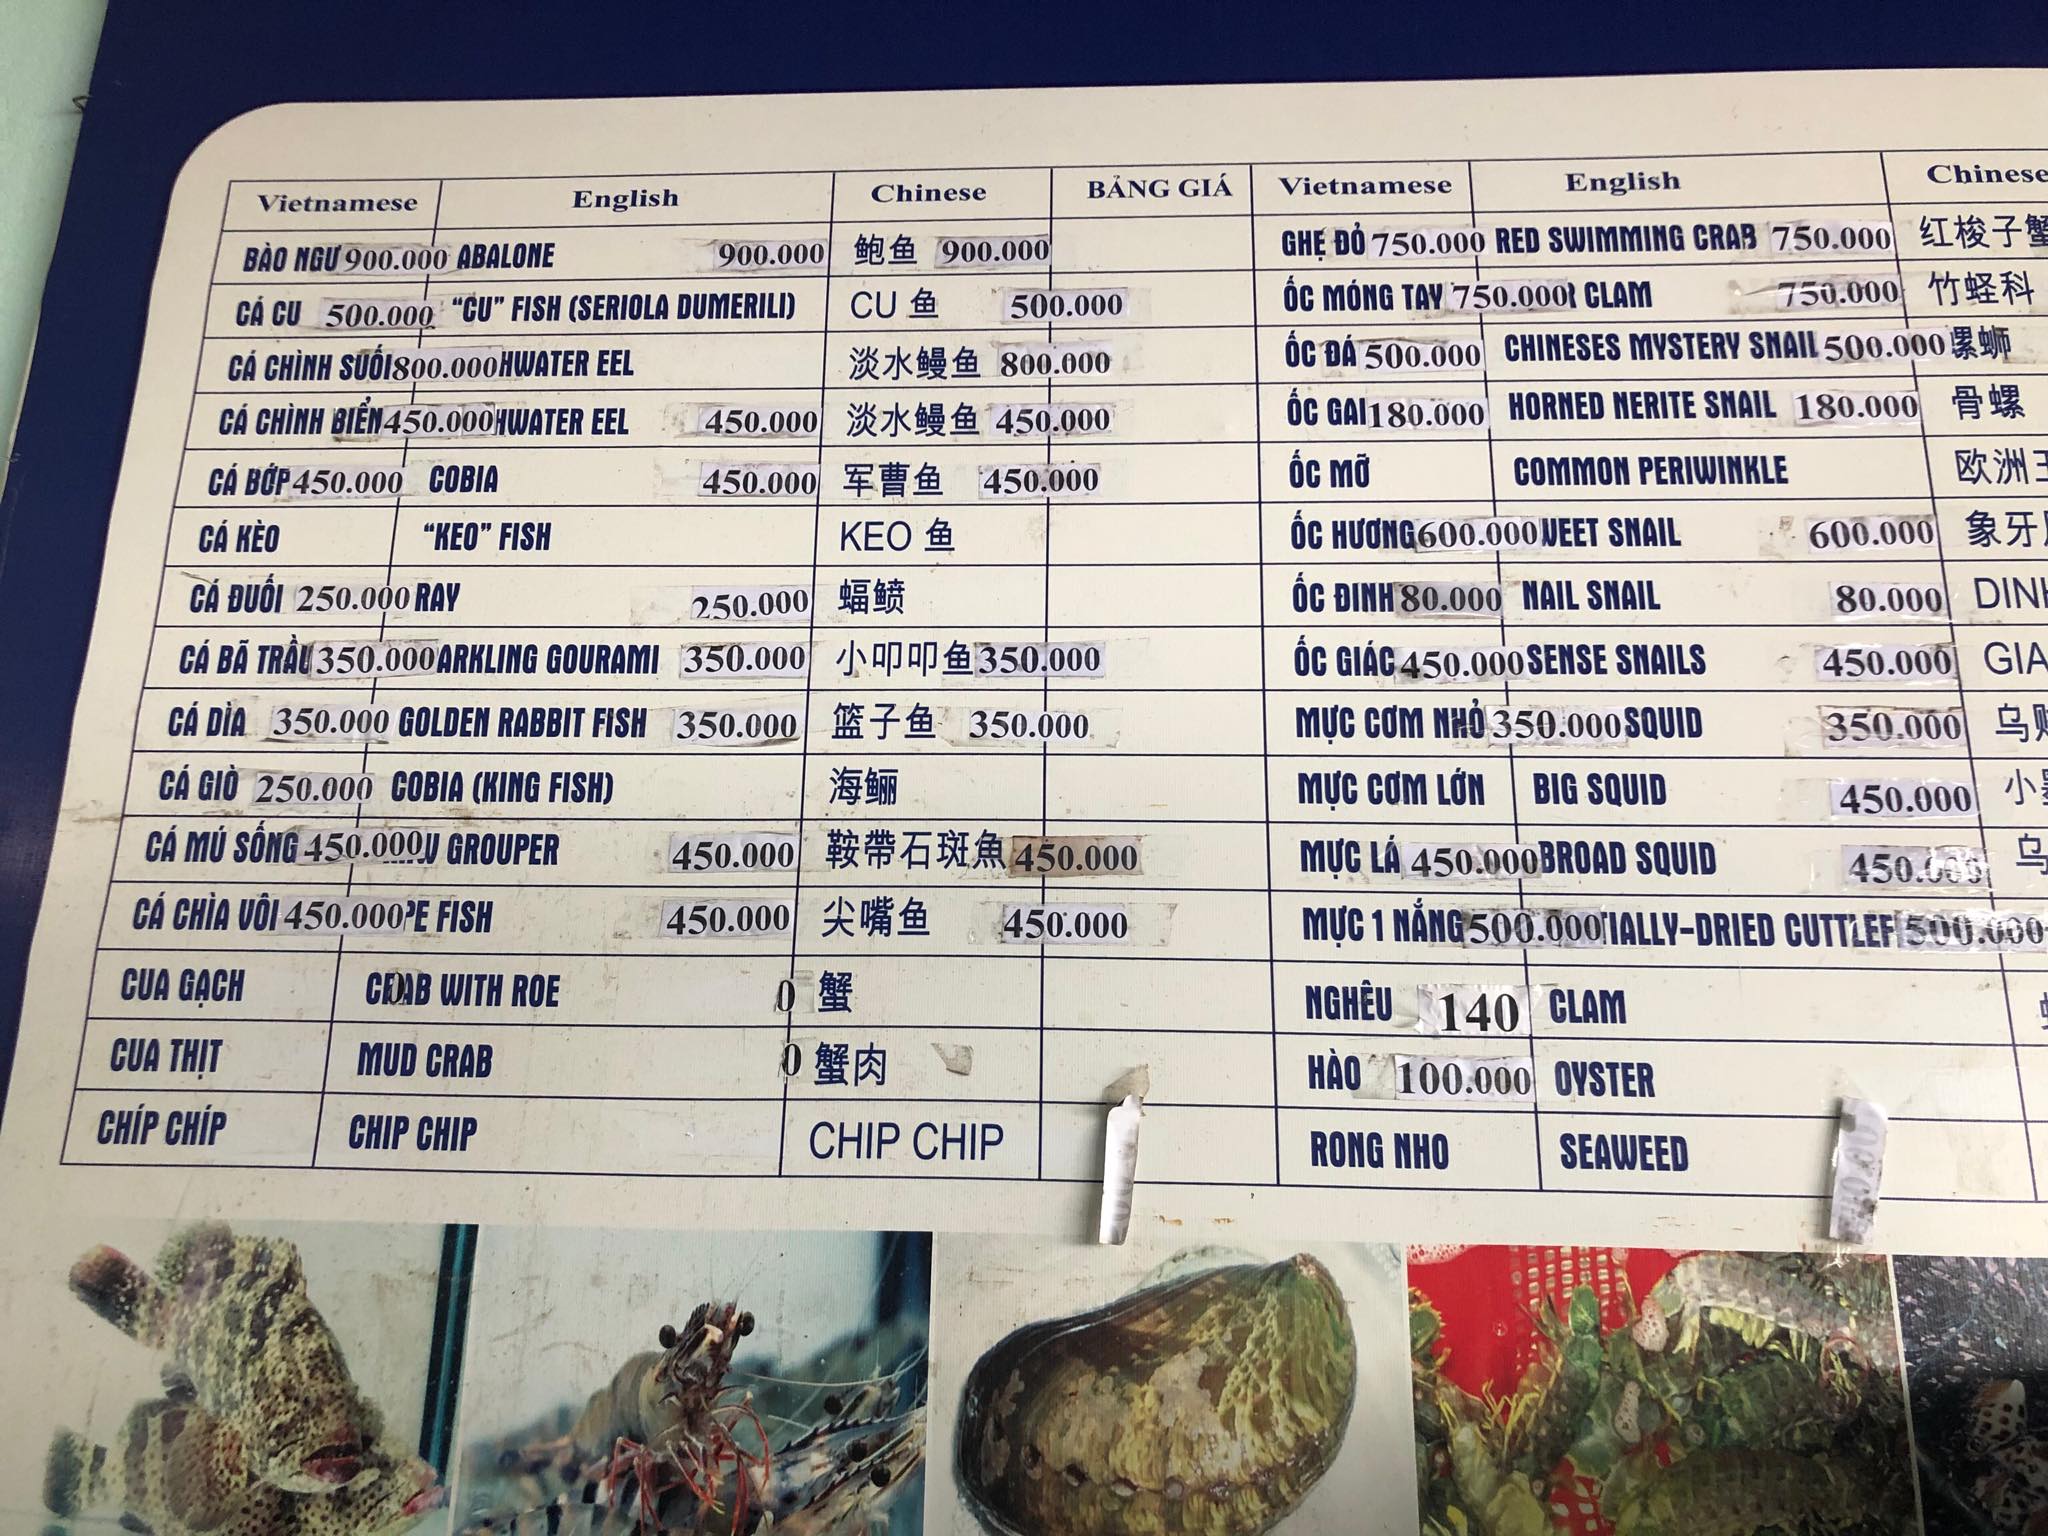 Vietnamese English Chinese BẢNG GIÁ Vietnamese English Chinese
BÀO NGƯ 900.000 ABALONE 900.000 鲍鱼 900.000 GHẸ ĐỎ 750.000 RED SWIMMING CRAB 750.000 红梭子蟹
CÁ CU 500.000 “CU” FISH (SERIOLA DUMERILI) CU 鱼 500.000 ỐC MÓNG TAY 750.000 CLAM 750.000 竹蛏科
CÁ CHÌNH SUỐI 800.000 HWATER EEL 淡水鳗鱼 800.000 ỐC ĐÁ 500.000 CHINESES MYSTERY SNAIL 500.000 螺蛳
CÁ CHÌNH BIỂN 450.000 HWATER EEL 450.000 淡水鳗鱼 450.000 ỐC GAI 180.000 HORNED NERITE SNAIL 180.000 骨螺
CÁ BỚP 450.000 COBIA 450.000 军曹鱼 450.000 ỐC MỠ COMMON PERIWINKLE 欧洲玉
CÁ KÈO “KEO” FISH KEO 鱼 ỐC HƯƠNG 600.000 WEET SNAIL 600.000 象牙
CÁ ĐUỐI 250.000 RAY 250.000 蝠鲼 ỐC ĐINH 80.000 NAIL SNAIL 80.000 DINH
CÁ BÃ TRẦU 350.000 ARKLING GOURAMI 350.000 小叩叩鱼 350.000 ỐC GIÁC 450.000 SENSE SNAILS 450.000 GIA
CÁ DÌA 350.000 GOLDEN RABBIT FISH 350.000 篮子鱼 350.000 MỰC CƠM NHỎ 350.000 SQUID 350.000 乌贼
CÁ GIÒ 250.000 COBIA (KING FISH) 海鲡 MỰC CƠM LỚN BIG SQUID 450.000 小
CÁ MÚ SỐNG 450.000 GROUPER 450.000 鞍帶石斑魚 450.000 MỰC LÁ 450.000 BROAD SQUID 450.000 乌
CÁ CHÌA VÔI 450.000 PE FISH 450.000 尖嘴鱼 450.000 MỰC 1 NẮNG 500.000 TIALLY-DRIED CUTTLEF 500.000
CUA GẠCH CRAB WITH ROE 0 蟹 NGHÊU 140 CLAM
CUA THỊT MUD CRAB 0 蟹肉 HÀO 100.000 OYSTER
CHÍP CHÍP CHIP CHIP CHIP CHIP RONG NHO SEAWEED